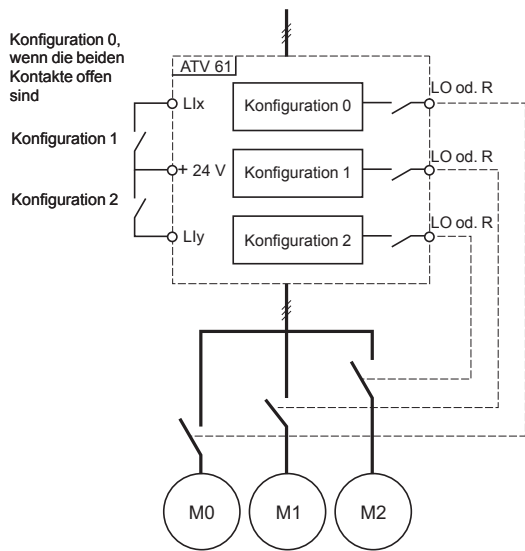 Konfiguration 0,
wenn die beiden
Kontakte offen
sind
ATV 61
LIx
Konfiguration 0
LO od. R
Konfiguration 1
+ 24 V
Konfiguration 1
LO od. R
Konfiguration 2
LIy
Konfiguration 2
LO od. R
M0
M1
M2